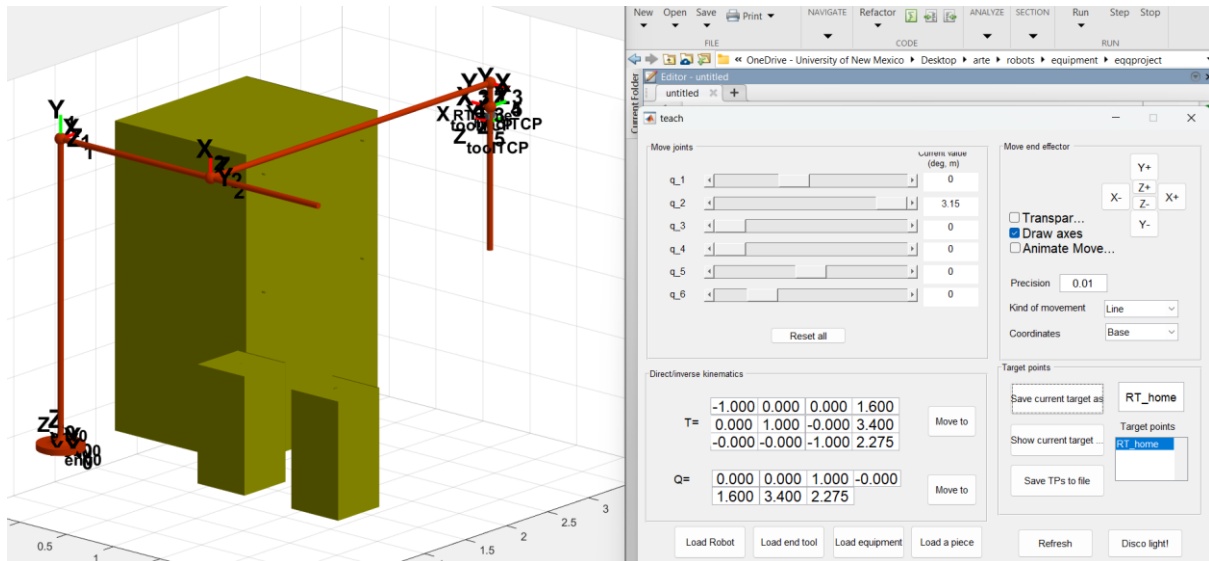 New Open Save Print NAVIGATE Refactor ANALYZE SECTION Run Step Stop
FILE CODE RUN
« OneDrive - University of New Mexico ▸ Desktop ▸ arte ▸ robots ▸ equipment ▸ eqqproject
Current Folder
Editor - untitled
untitled × +
teach
Move joints
Current value
(deg, m)
q_1 0
q_2 3.15
q_3 0
q_4 0
q_5 0
q_6 0
Reset all
Move end effector
Y+
X- Z+ X+
Z-
Y-
Transpar...
Draw axes
Animate Move...
Precision 0.01
Kind of movement Line
Coordinates Base
Direct/inverse kinematics
T= -1.000 0.000 0.000 1.600
0.000 1.000 -0.000 3.400
-0.000 -0.000 -1.000 2.275
Move to
Q= 0.000 0.000 1.000 -0.000
1.600 3.400 2.275
Move to
Target points
Save current target as RT_home
Show current target ...
Target points
RT_home
Save TPs to file
Load Robot Load end tool Load equipment Load a piece Refresh Disco light!
Y
Z
X
Y 2
Z
toolTCP
0.5
1
1.5
2
2.5
3